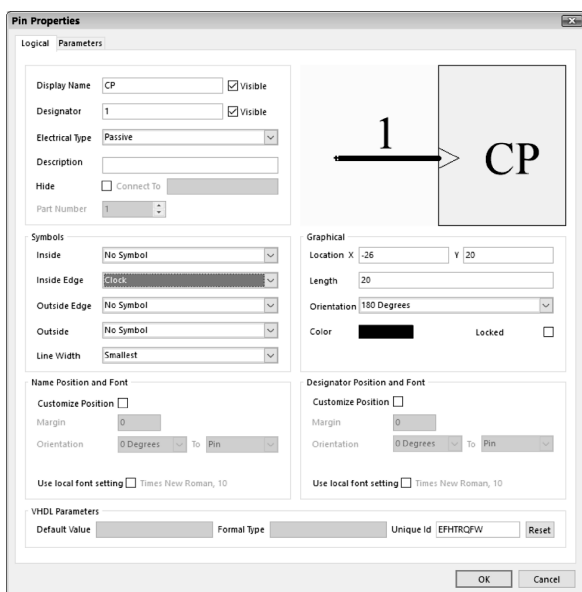 Pin Properties
Logical Parameters
Display Name CP Visible
Designator 1 Visible
Electrical Type Passive
Description
Hide Connect To
Part Number 1
1 CP
Symbols
Inside No Symbol
Inside Edge Clock
Outside Edge No Symbol
Outside No Symbol
Line Width Smallest
Graphical
Location X -26 Y 20
Length 20
Orientation 180 Degrees
Color Locked
Name Position and Font
Customize Position
Margin 0
Orientation 0 Degrees To Pin
Use local font setting Times New Roman, 10
Designator Position and Font
Customize Position
Margin 0
Orientation 0 Degrees To Pin
Use local font setting Times New Roman, 10
VHDL Parameters
Default Value Formal Type Unique Id EFHTRQFW Reset
OK Cancel